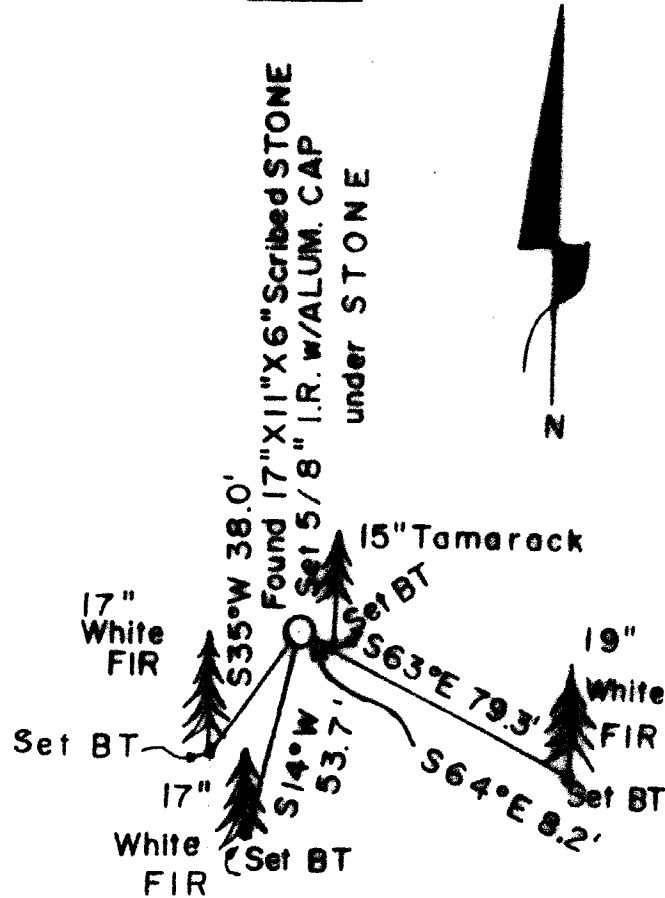 Found 17"X11"X6"Scribed STONE
Set 5/8" I.R. w/ALUM. CAP
under STONE
N
S35°W 38.0'
15"Tamarack
Set BT
17"
White
FIR
Set BT
S63°E 79.3'
19"
White
FIR
Set BT
S64°E 8.2'
S14°W
53.7'
17"
White
FIR
Set BT